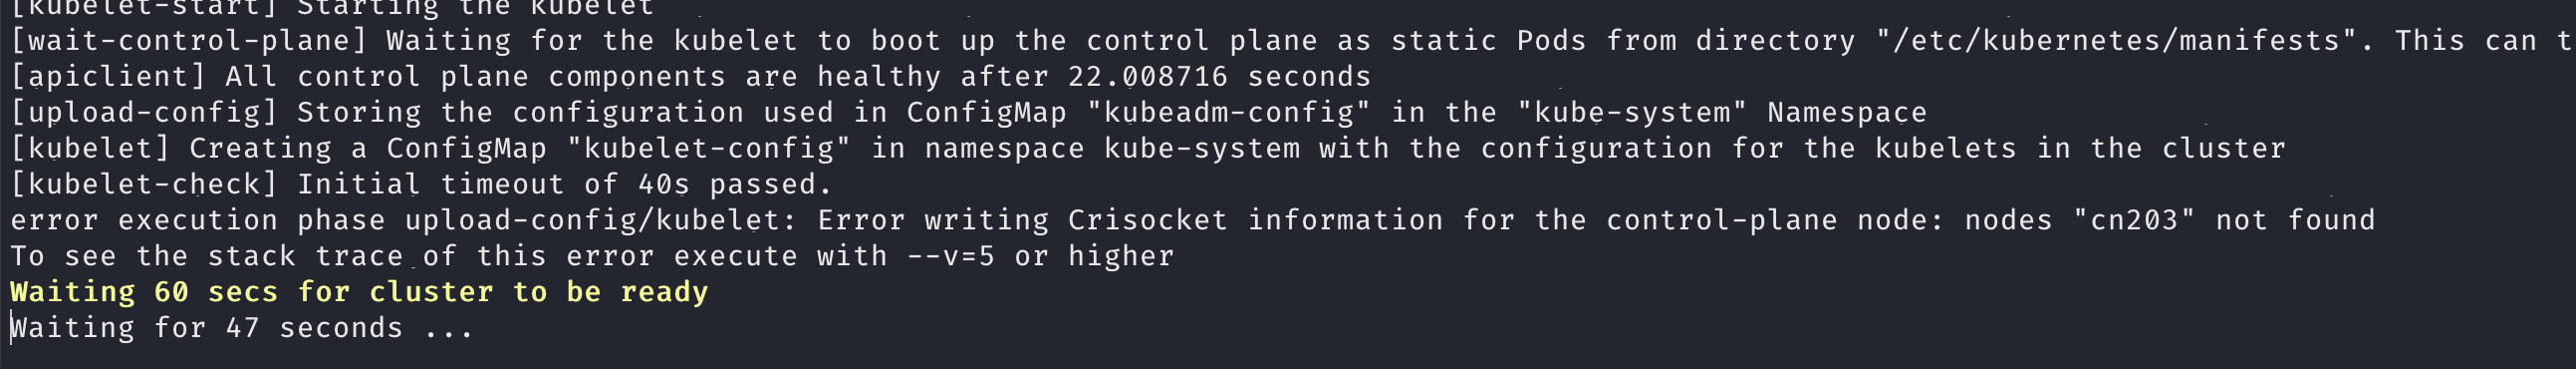 [kubelet-start] Starting the kubelet
[wait-control-plane] Waiting for the kubelet to boot up the control plane as static Pods from directory "/etc/kubernetes/manifests". This can t
[apiclient] All control plane components are healthy after 22.008716 seconds
[upload-config] Storing the configuration used in ConfigMap "kubeadm-config" in the "kube-system" Namespace
[kubelet] Creating a ConfigMap "kubelet-config" in namespace kube-system with the configuration for the kubelets in the cluster
[kubelet-check] Initial timeout of 40s passed.
error execution phase upload-config/kubelet: Error writing Crisocket information for the control-plane node: nodes "cn203" not found
To see the stack trace of this error execute with --v=5 or higher
Waiting 60 secs for cluster to be ready
Waiting for 47 seconds ...